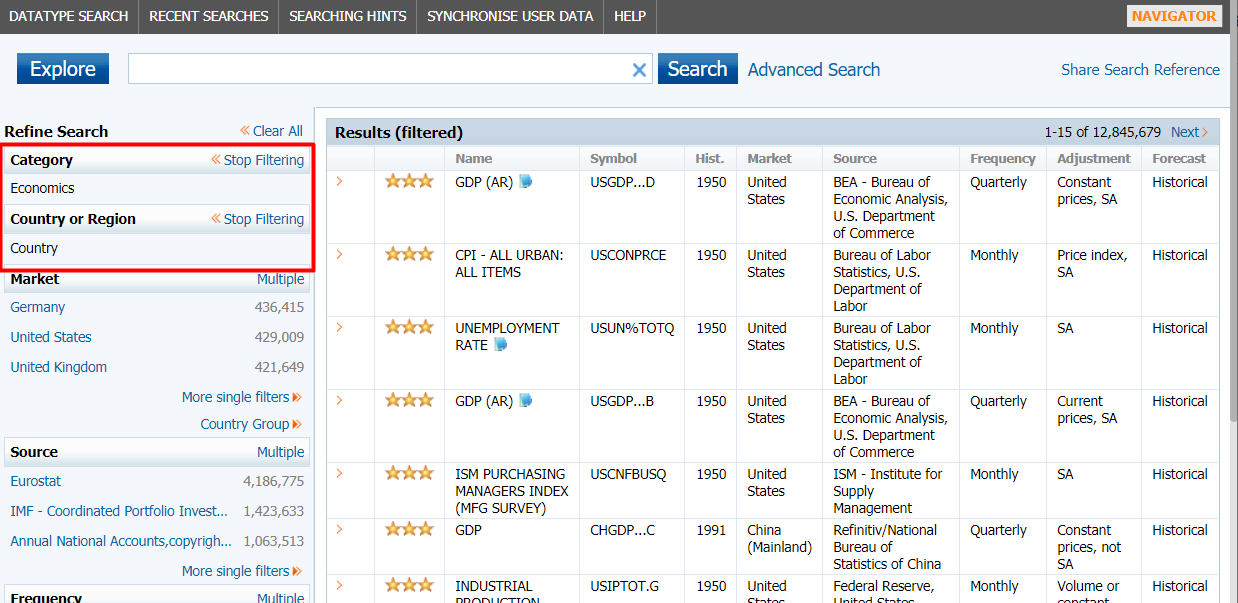 DATATYPE SEARCH RECENT SEARCHES SEARCHING HINTS SYNCHRONISE USER DATA HELP NAVIGATOR
Explore Search Advanced Search Share Search Reference
Refine Search Clear All
Category Stop Filtering
Economics
Country or Region Stop Filtering
Country
Market Multiple
Germany 436,415
United States 429,009
United Kingdom 421,649
More single filters
Country Group
Source Multiple
Eurostat 4,186,775
IMF - Coordinated Portfolio Invest... 1,423,633
Annual National Accounts,copyrigh... 1,063,513
More single filters
Frequency Multiple
Results (filtered) 1-15 of 12,845,679 Next
Name Symbol Hist. Market Source Frequency Adjustment Forecast
GDP (AR) USGDP...D 1950 United BEA - Bureau of Quarterly Constant Historical
States Economic Analysis, prices, SA
U.S. Department
of Commerce
CPI - ALL URBAN: USCONPRCE 1950 United Bureau of Labor Monthly Price index, Historical
ALL ITEMS States Statistics, U.S. SA
Department of
Labor
UNEMPLOYMENT USUN%TOTQ 1950 United Bureau of Labor Monthly SA Historical
RATE States Statistics, U.S.
Department of
Labor
GDP (AR) USGDP...B 1950 United BEA - Bureau of Quarterly Current Historical
States Economic Analysis, prices, SA
U.S. Department
of Commerce
ISM PURCHASING USCNFBUSQ 1950 United ISM - Institute for Monthly SA Historical
MANAGERS INDEX States Supply
(MFG SURVEY) Management
GDP CHGDP...C 1991 China Refinitiv/National Quarterly Constant Historical
(Mainland) Bureau of prices, not
Statistics of China SA
INDUSTRIAL USIPTOT.G 1950 United Federal Reserve, Monthly Volume or Historical
PRODUCTION States United States constant